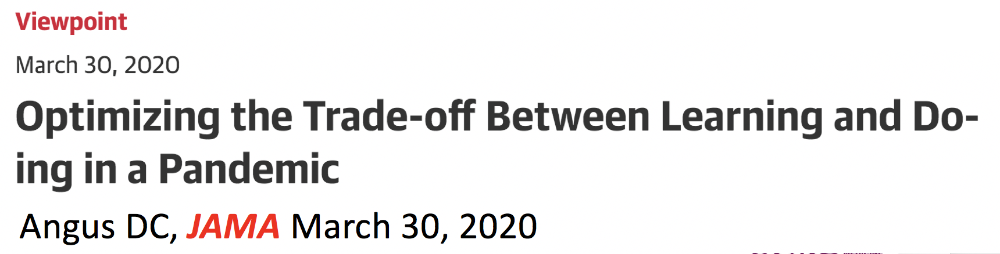 Viewpoint
March 30, 2020
Optimizing the Trade-off Between Learning and Do-
ing in a Pandemic
Angus DC, JAMA March 30, 2020